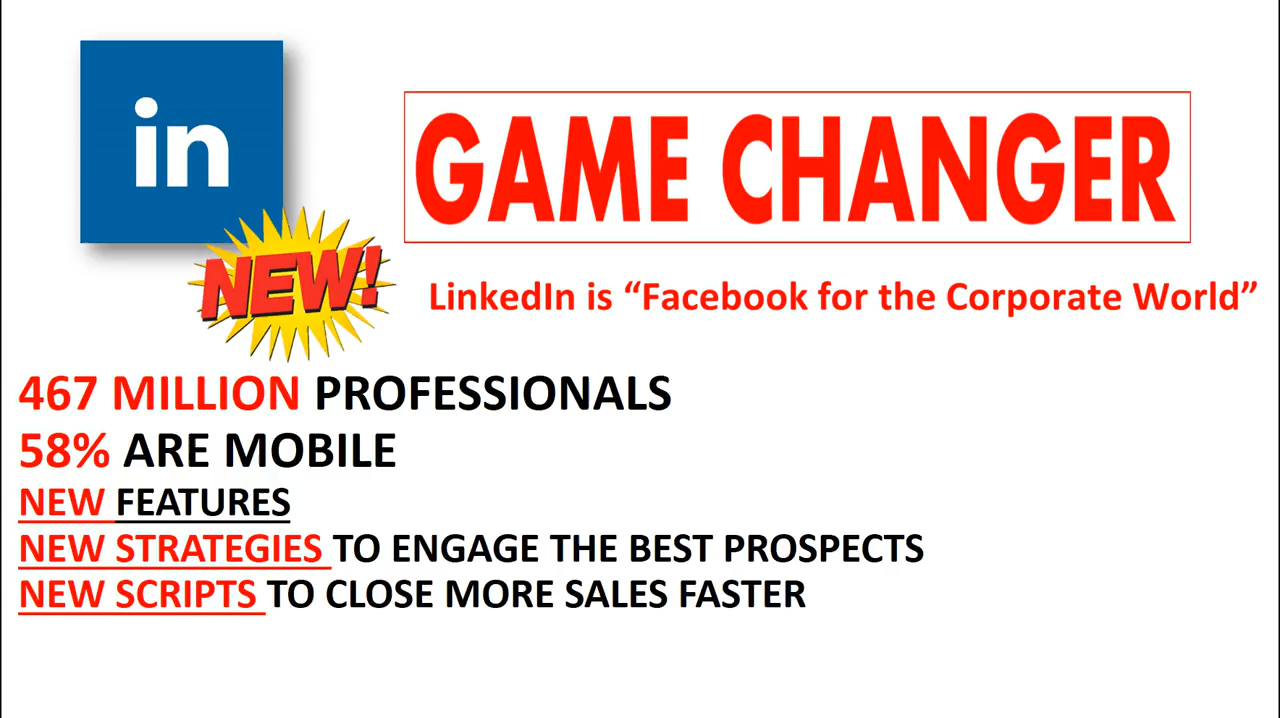 in
GAME CHANGER
NEW!
LinkedIn is “Facebook for the Corporate World”
467 MILLION PROFESSIONALS
58% ARE MOBILE
NEW FEATURES
NEW STRATEGIES TO ENGAGE THE BEST PROSPECTS
NEW SCRIPTS TO CLOSE MORE SALES FASTER